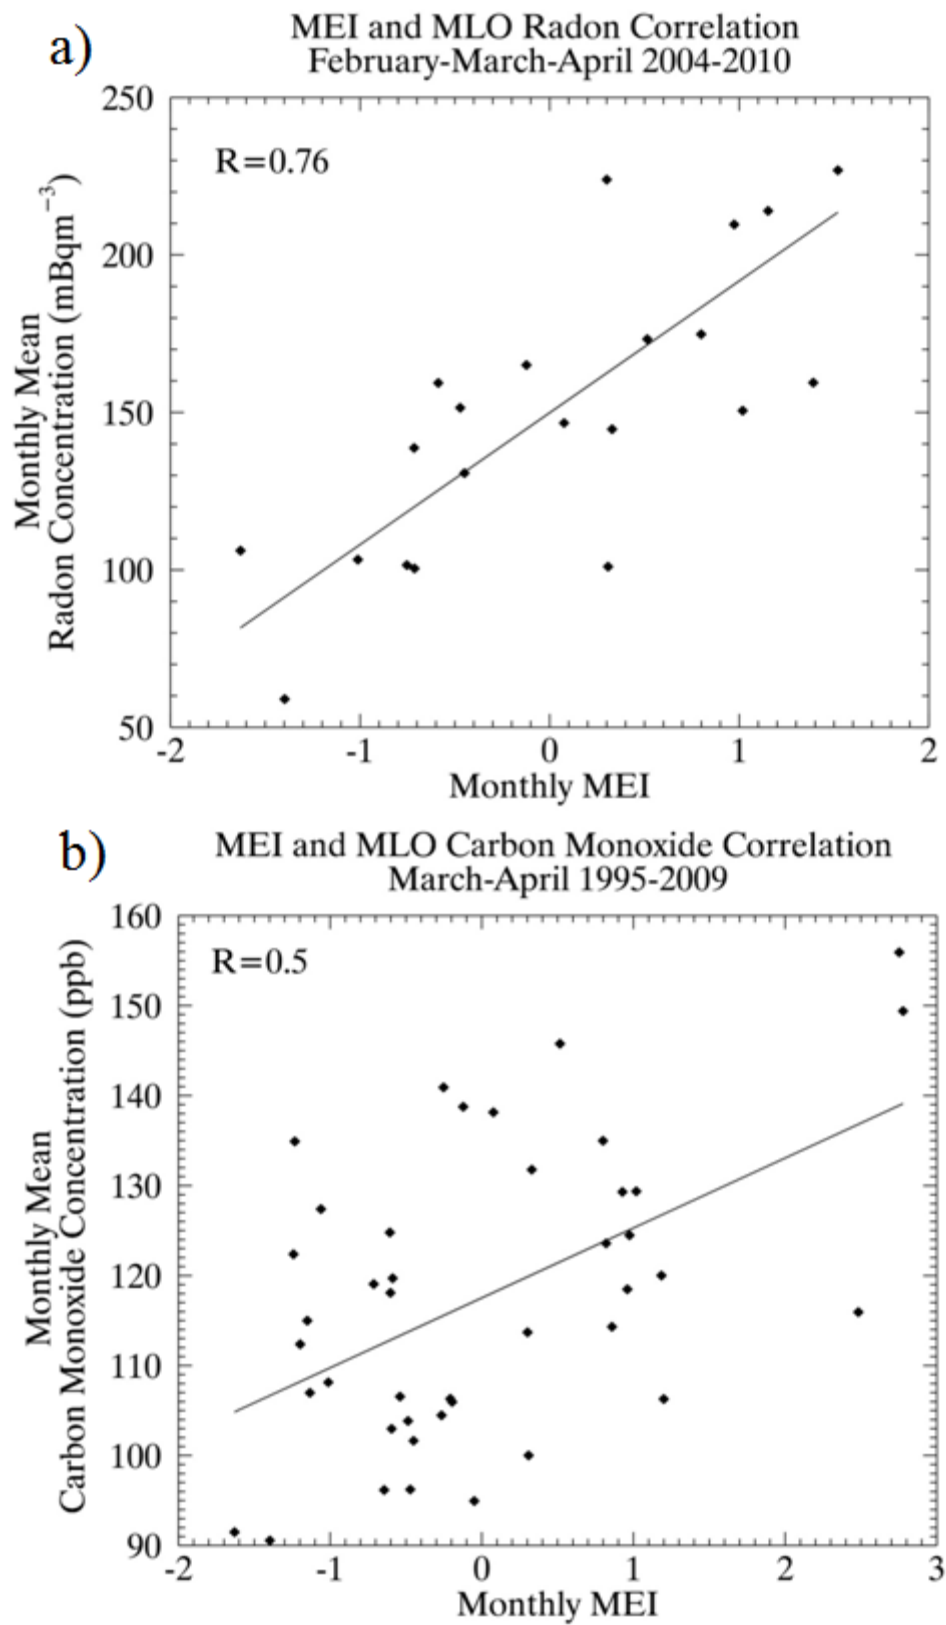 a)
MEI and MLO Radon Correlation
February-March-April 2004-2010
R=0.76
Monthly Mean
Radon Concentration (mBqm⁻³)
250
200
150
100
50
-2 -1 0 1 2
Monthly MEI
b)
MEI and MLO Carbon Monoxide Correlation
March-April 1995-2009
R=0.5
Monthly Mean
Carbon Monoxide Concentration (ppb)
160
150
140
130
120
110
100
90
-2 -1 0 1 2 3
Monthly MEI